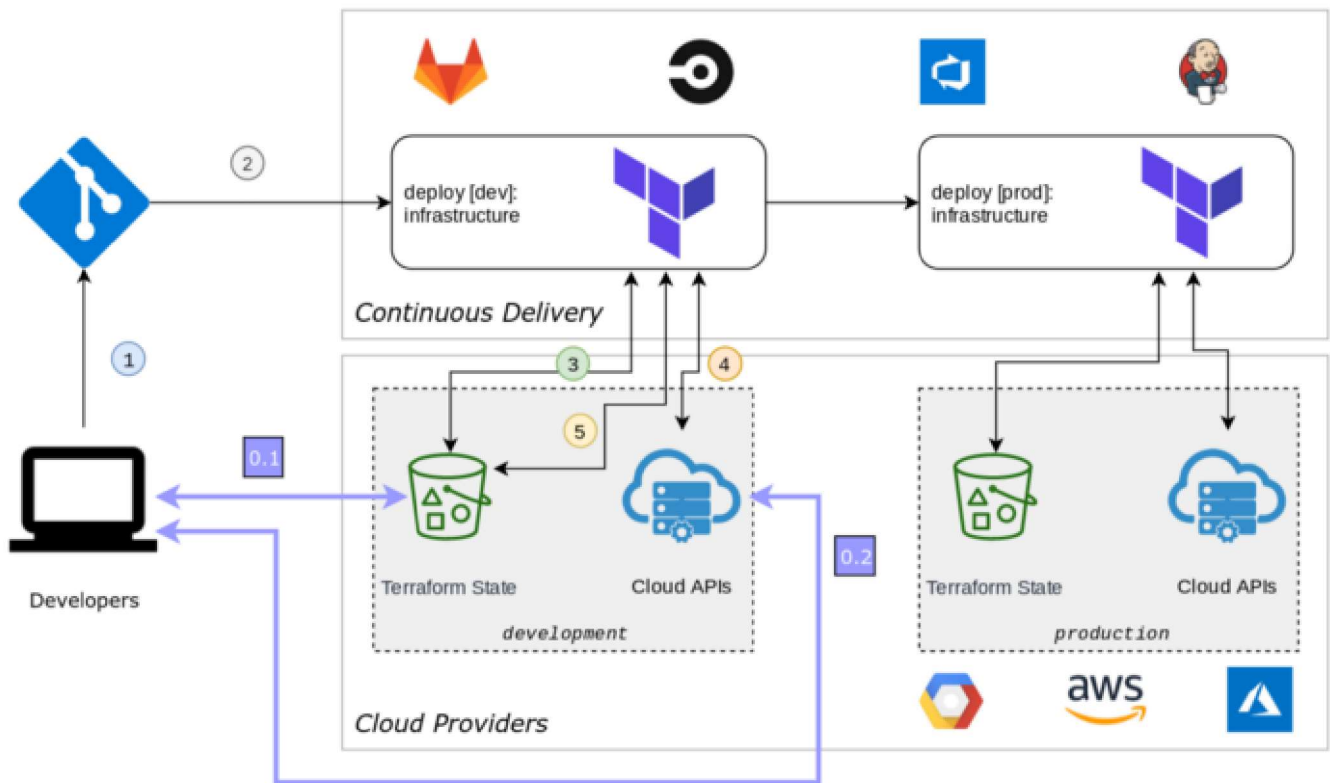 2
deploy [dev]:
infrastructure
deploy [prod]:
infrastructure
Continuous Delivery
1
3
4
5
0.1
0.2
Developers
Terraform State
Cloud APIs
development
Terraform State
Cloud APIs
production
aws
Cloud Providers